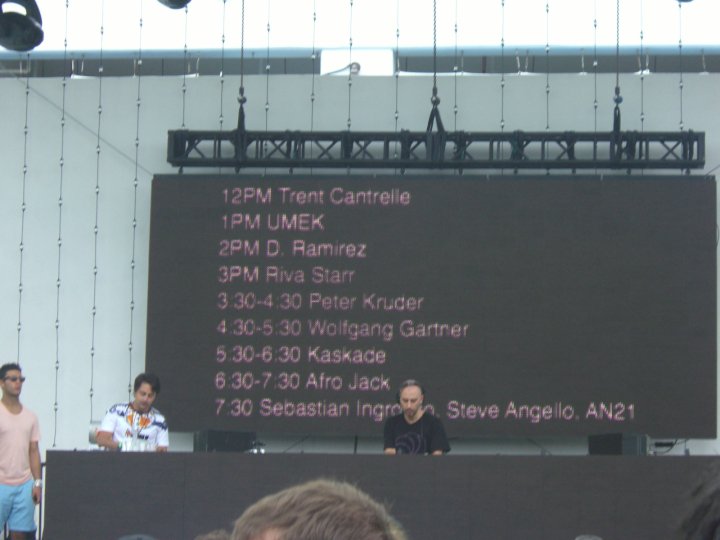 12PM Trent Cantrelle
1PM UMEK
2PM D. Ramirez
3PM Riva Starr
3:30-4:30 Peter Kruder
4:30-5:30 Wolfgang Gartner
5:30-6:30 Kaskade
6:30-7:30 Afro Jack
7:30 Sebastian Steve Angello, AN21